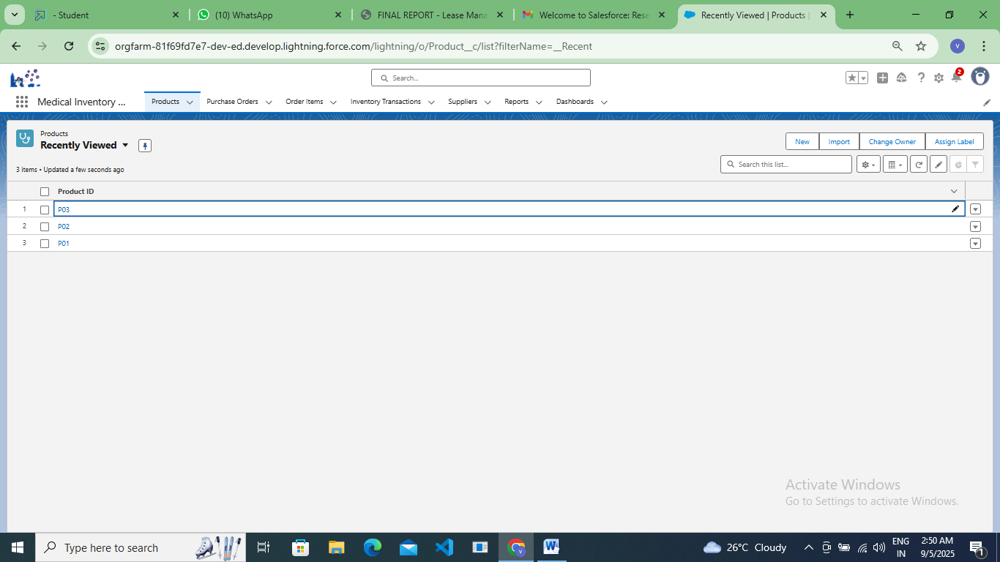 - Student
(10) WhatsApp
FINAL REPORT - Lease Mana
Welcome to Salesforce: Rese
Recently Viewed | Products |
orgfarm-81f69fd7e7-dev-ed.develop.lightning.force.com/lightning/o/Product__c/list?filterName=__Recent
V
Search...
2
Medical Inventory ...
Products
Purchase Orders
Order Items
Inventory Transactions
Suppliers
Reports
Dashboards
Products
Recently Viewed
New
Import
Change Owner
Assign Label
3 items • Updated a few seconds ago
Search this list...
Product ID
1
P03
2
P02
3
P01
Activate Windows
Go to Settings to activate Windows.
Type here to search
26°C Cloudy
ENG
IN
2:50 AM
9/5/2025
1